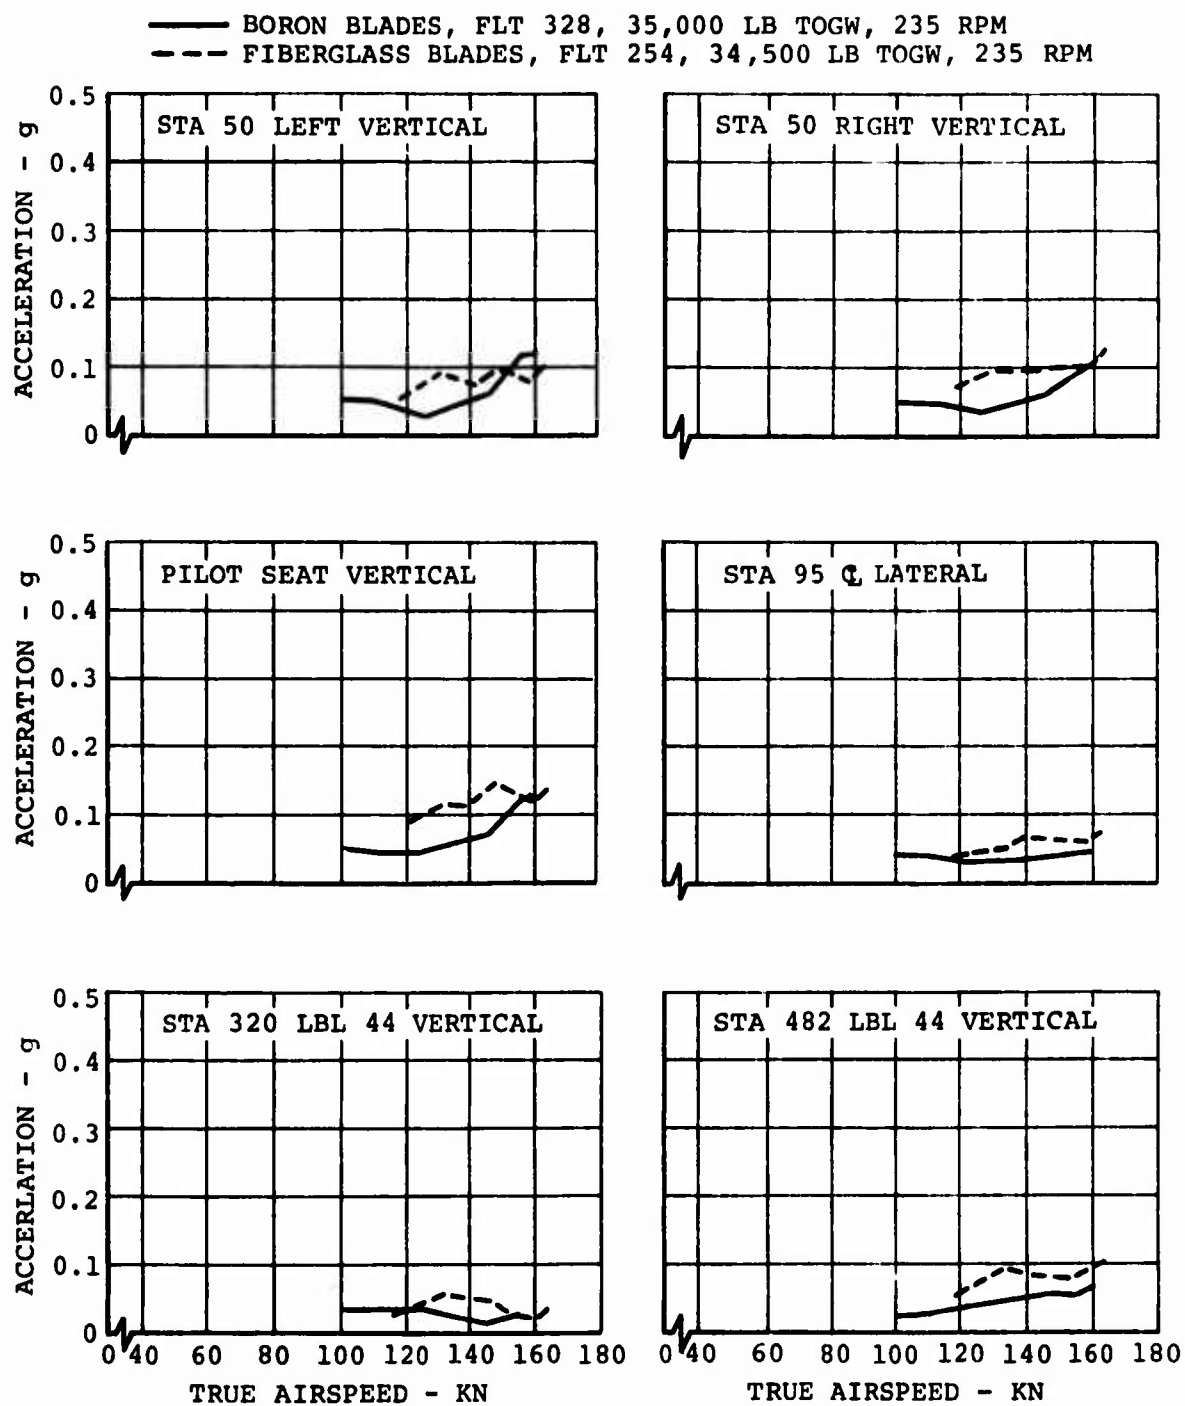 BORON BLADES, FLT 328, 35,000 LB TOGW, 235 RPM
FIBERGLASS BLADES, FLT 254, 34,500 LB TOGW, 235 RPM
ACCELERATION - g
0.5
0.4
0.3
0.2
0.1
0
STA 50 LEFT VERTICAL
STA 50 RIGHT VERTICAL
ACCELERATION - g
0.5
0.4
0.3
0.2
0.1
0
PILOT SEAT VERTICAL
STA 95 ℄ LATERAL
ACCERLATION - g
0.5
0.4
0.3
0.2
0.1
0
STA 320 LBL 44 VERTICAL
STA 482 LBL 44 VERTICAL
0 40 60 80 100 120 140 160 180
0 40 60 80 100 120 140 160 180
TRUE AIRSPEED - KN
TRUE AIRSPEED - KN